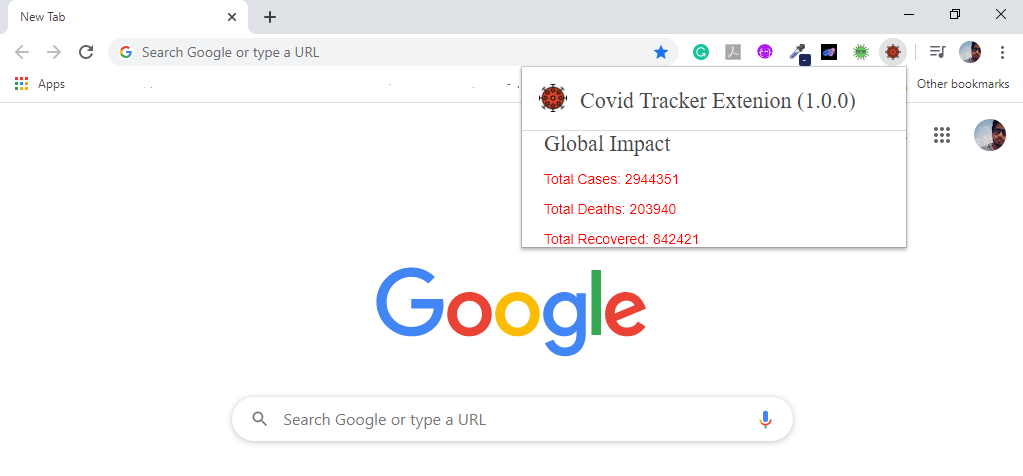 New Tab
Search Google or type a URL
Apps
Other bookmarks
Covid Tracker Extenion (1.0.0)
Global Impact
Total Cases: 2944351
Total Deaths: 203940
Total Recovered: 842421
Google
Search Google or type a URL